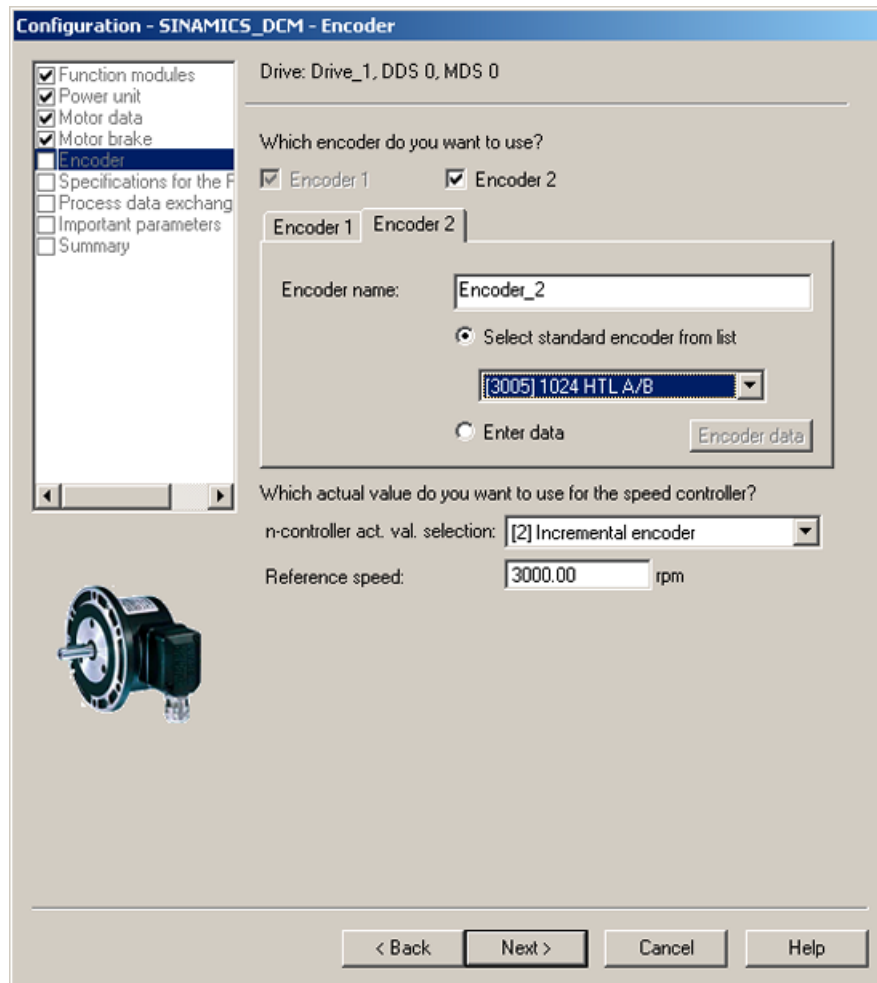 Configuration - SINAMICS_DCM - Encoder
Function modules
Power unit
Motor data
Motor brake
Encoder
Specifications for the F
Process data exchang
Important parameters
Summary
Drive: Drive_1, DDS 0, MDS 0
Which encoder do you want to use?
Encoder 1 Encoder 2
Encoder 1 Encoder 2
Encoder name: Encoder_2
Select standard encoder from list
[3005] 1024 HTL A/B
Enter data Encoder data
Which actual value do you want to use for the speed controller?
n-controller act. val. selection: [2] Incremental encoder
Reference speed: 3000.00 rpm
< Back Next > Cancel Help